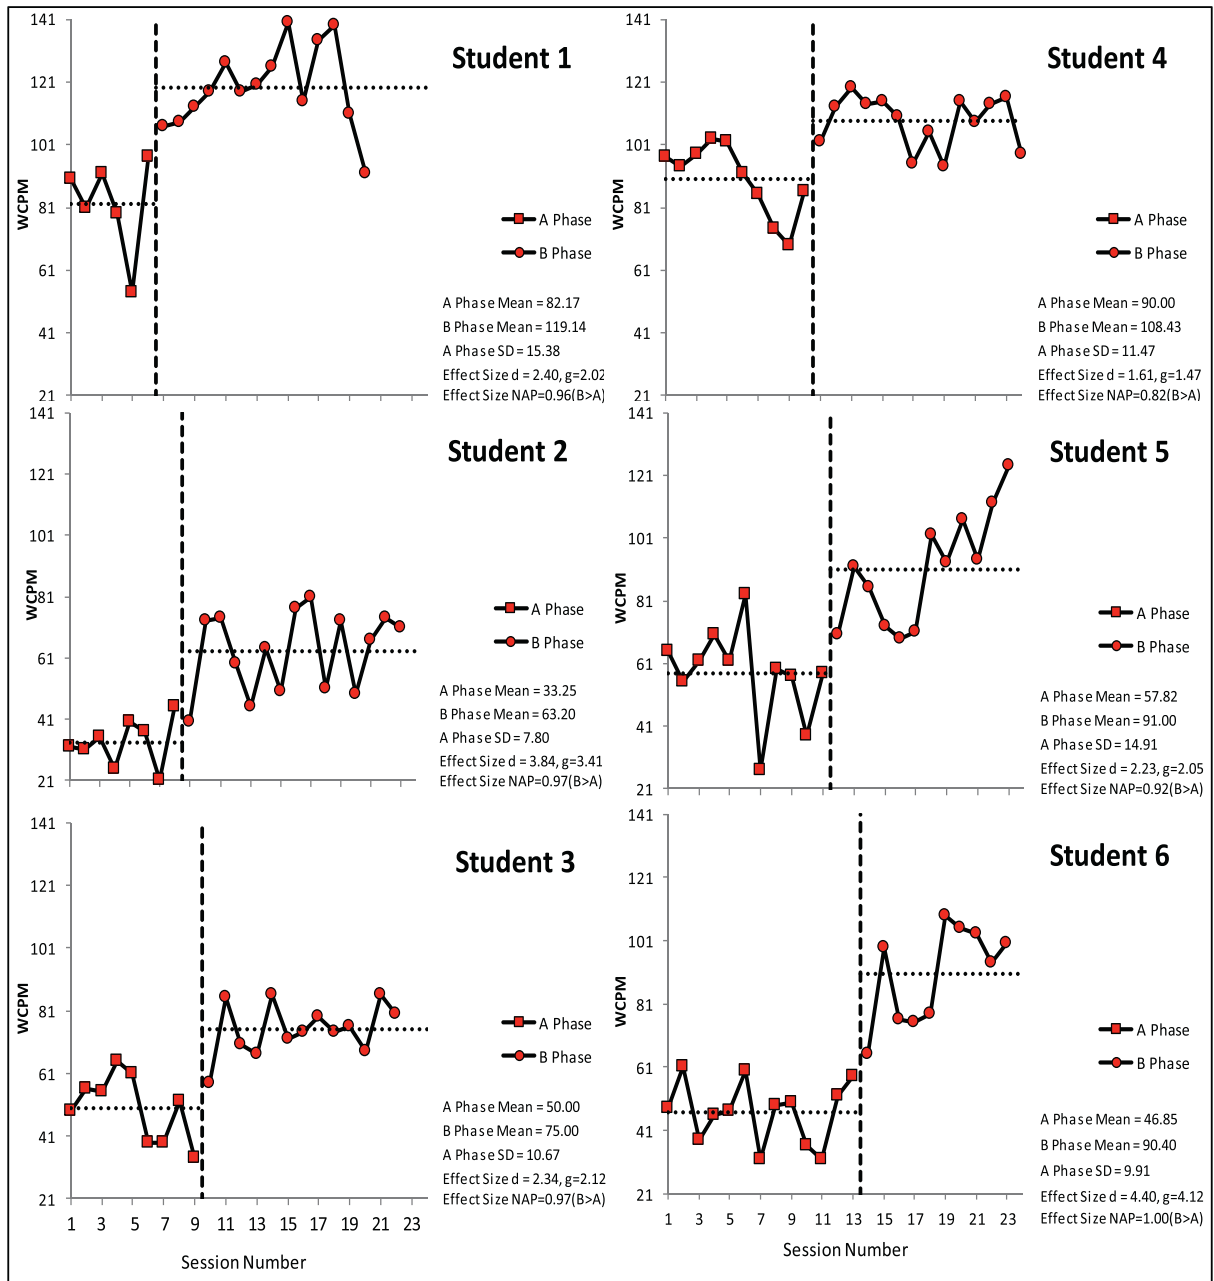 Student 1
141
121
101
81
61
41
21
WCPM
A Phase
B Phase
A Phase Mean = 82.17
B Phase Mean = 119.14
A Phase SD = 15.38
Effect Size d = 2.40, g=2.02
Effect Size NAP=0.96(B>A)
Student 4
141
121
101
81
61
41
21
WCPM
A Phase
B Phase
A Phase Mean = 90.00
B Phase Mean = 108.43
A Phase SD = 11.47
Effect Size d = 1.61, g=1.47
Effect Size NAP=0.82(B>A)
Student 2
141
121
101
81
61
41
21
WCPM
A Phase
B Phase
A Phase Mean = 33.25
B Phase Mean = 63.20
A Phase SD = 7.80
Effect Size d = 3.84, g=3.41
Effect Size NAP=0.97(B>A)
Student 5
141
121
101
81
61
41
21
WCPM
A Phase
B Phase
A Phase Mean = 57.82
B Phase Mean = 91.00
A Phase SD = 14.91
Effect Size d = 2.23, g=2.05
Effect Size NAP=0.92(B>A)
Student 3
141
121
101
81
61
41
21
WCPM
A Phase
B Phase
A Phase Mean = 50.00
B Phase Mean = 75.00
A Phase SD = 10.67
Effect Size d = 2.34, g=2.12
Effect Size NAP=0.97(B>A)
1 3 5 7 9 11 13 15 17 19 21 23
Session Number
Student 6
141
121
101
81
61
41
21
WCPM
A Phase
B Phase
A Phase Mean = 46.85
B Phase Mean = 90.40
A Phase SD = 9.91
Effect Size d = 4.40, g=4.12
Effect Size NAP=1.00(B>A)
1 3 5 7 9 11 13 15 17 19 21 23
Session Number